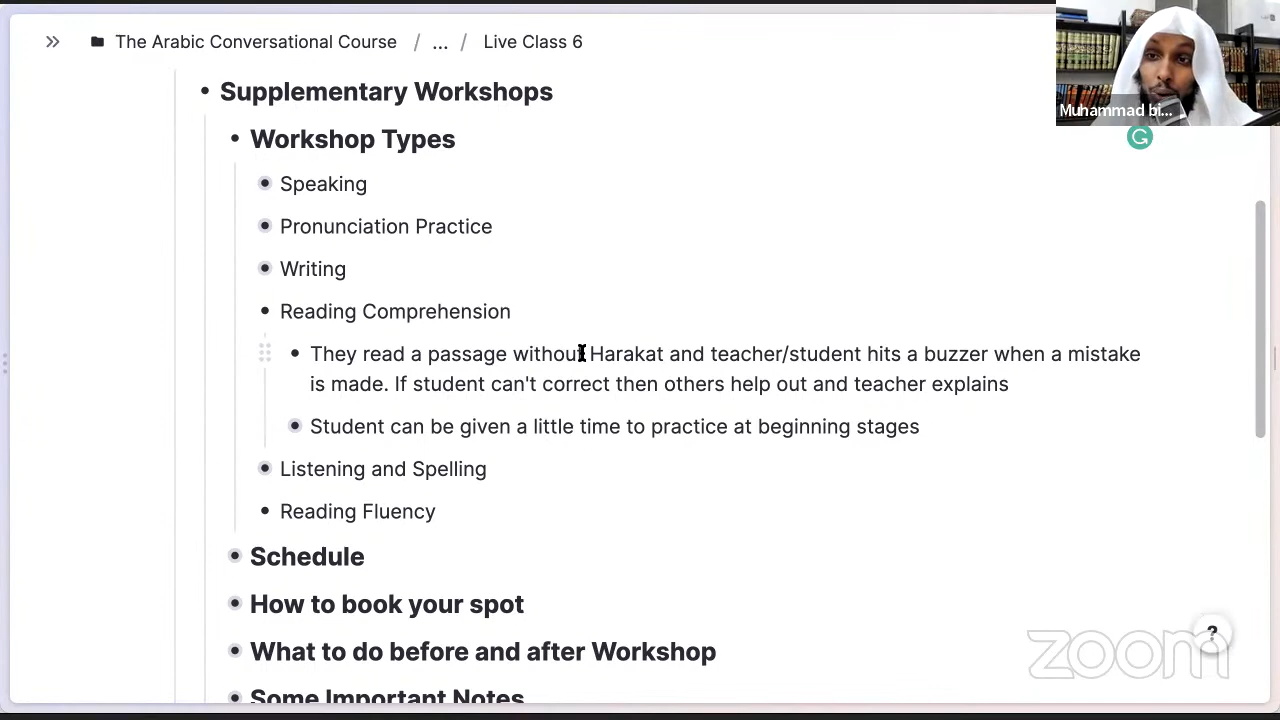 The Arabic Conversational Course / ... / Live Class 6
Muhammad bi...
Supplementary Workshops
Workshop Types
Speaking
Pronunciation Practice
Writing
Reading Comprehension
They read a passage without Harakat and teacher/student hits a buzzer when a mistake
is made. If student can't correct then others help out and teacher explains
Student can be given a little time to practice at beginning stages
Listening and Spelling
Reading Fluency
Schedule
How to book your spot
What to do before and after Workshop
Some Important Notes
zoom
?